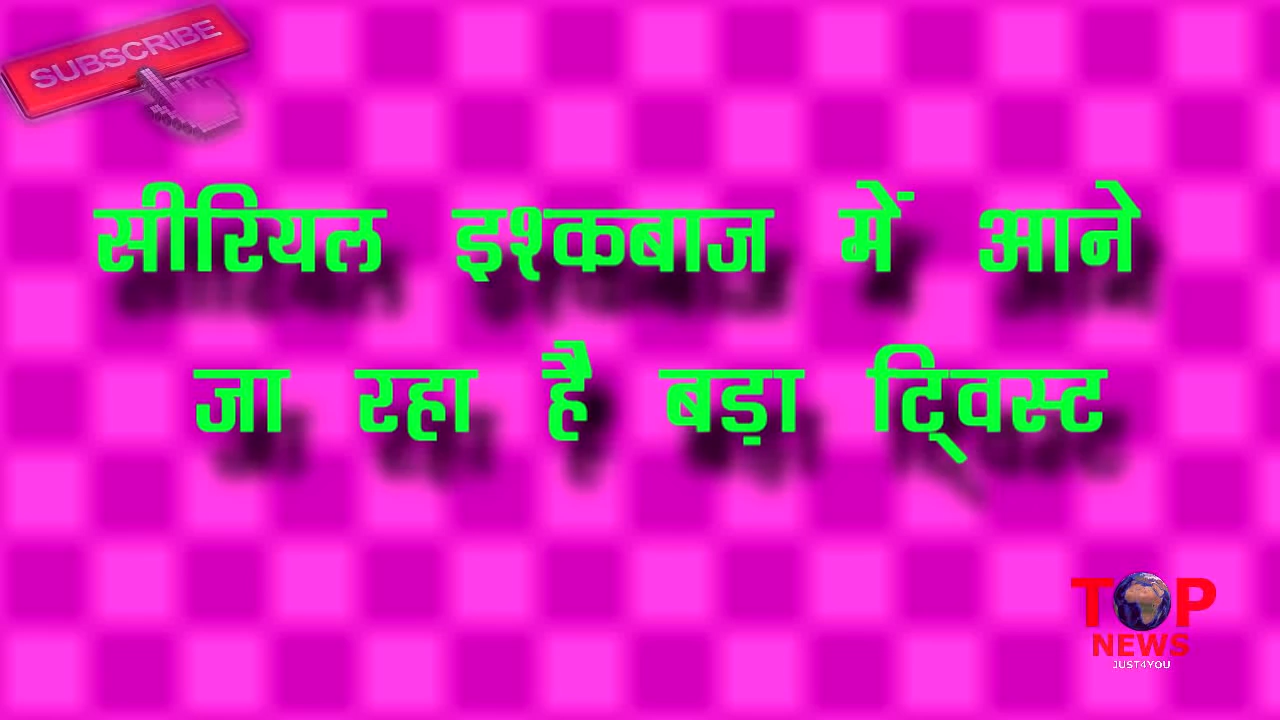 SUBSCRIBE
सीरियल इश्कबाज में आने
जा रहा है बड़ा ट्विस्ट
TOP
NEWS
JUST4YOU